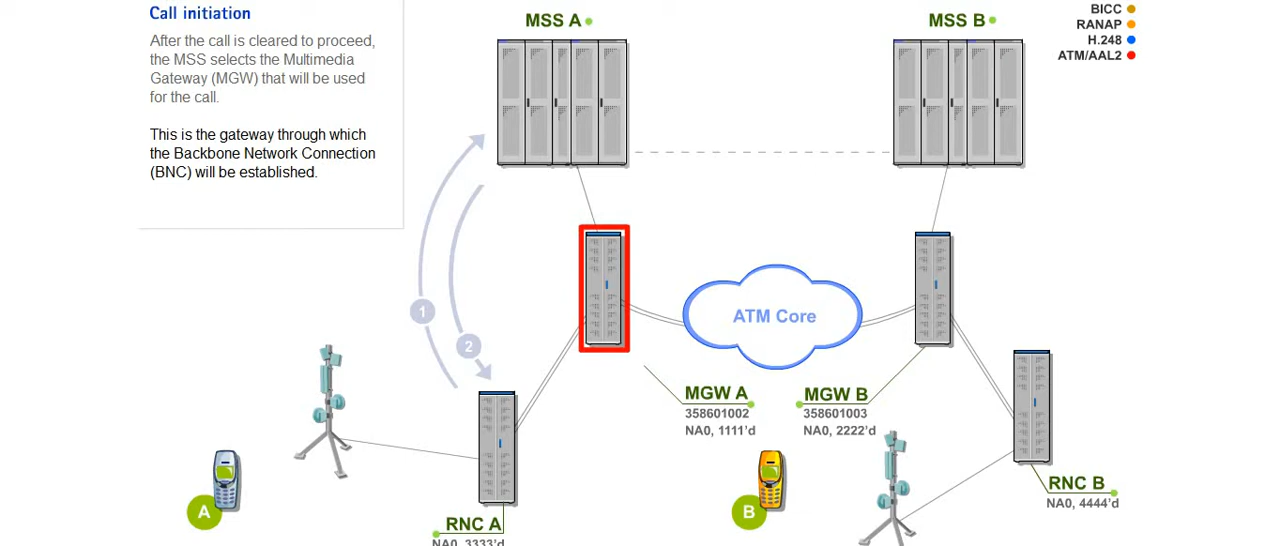 Call initiation
After the call is cleared to proceed,
the MSS selects the Multimedia
Gateway (MGW) that will be used
for the call.
This is the gateway through which
the Backbone Network Connection
(BNC) will be established.
MSS A
MSS B
BICC
RANAP
H.248
ATM/AAL2
1
2
ATM Core
MGW A
358601002
NA0, 1111'd
MGW B
358601003
NA0, 2222'd
A
B
RNC A
NA0, 3333'd
RNC B
NA0, 4444'd